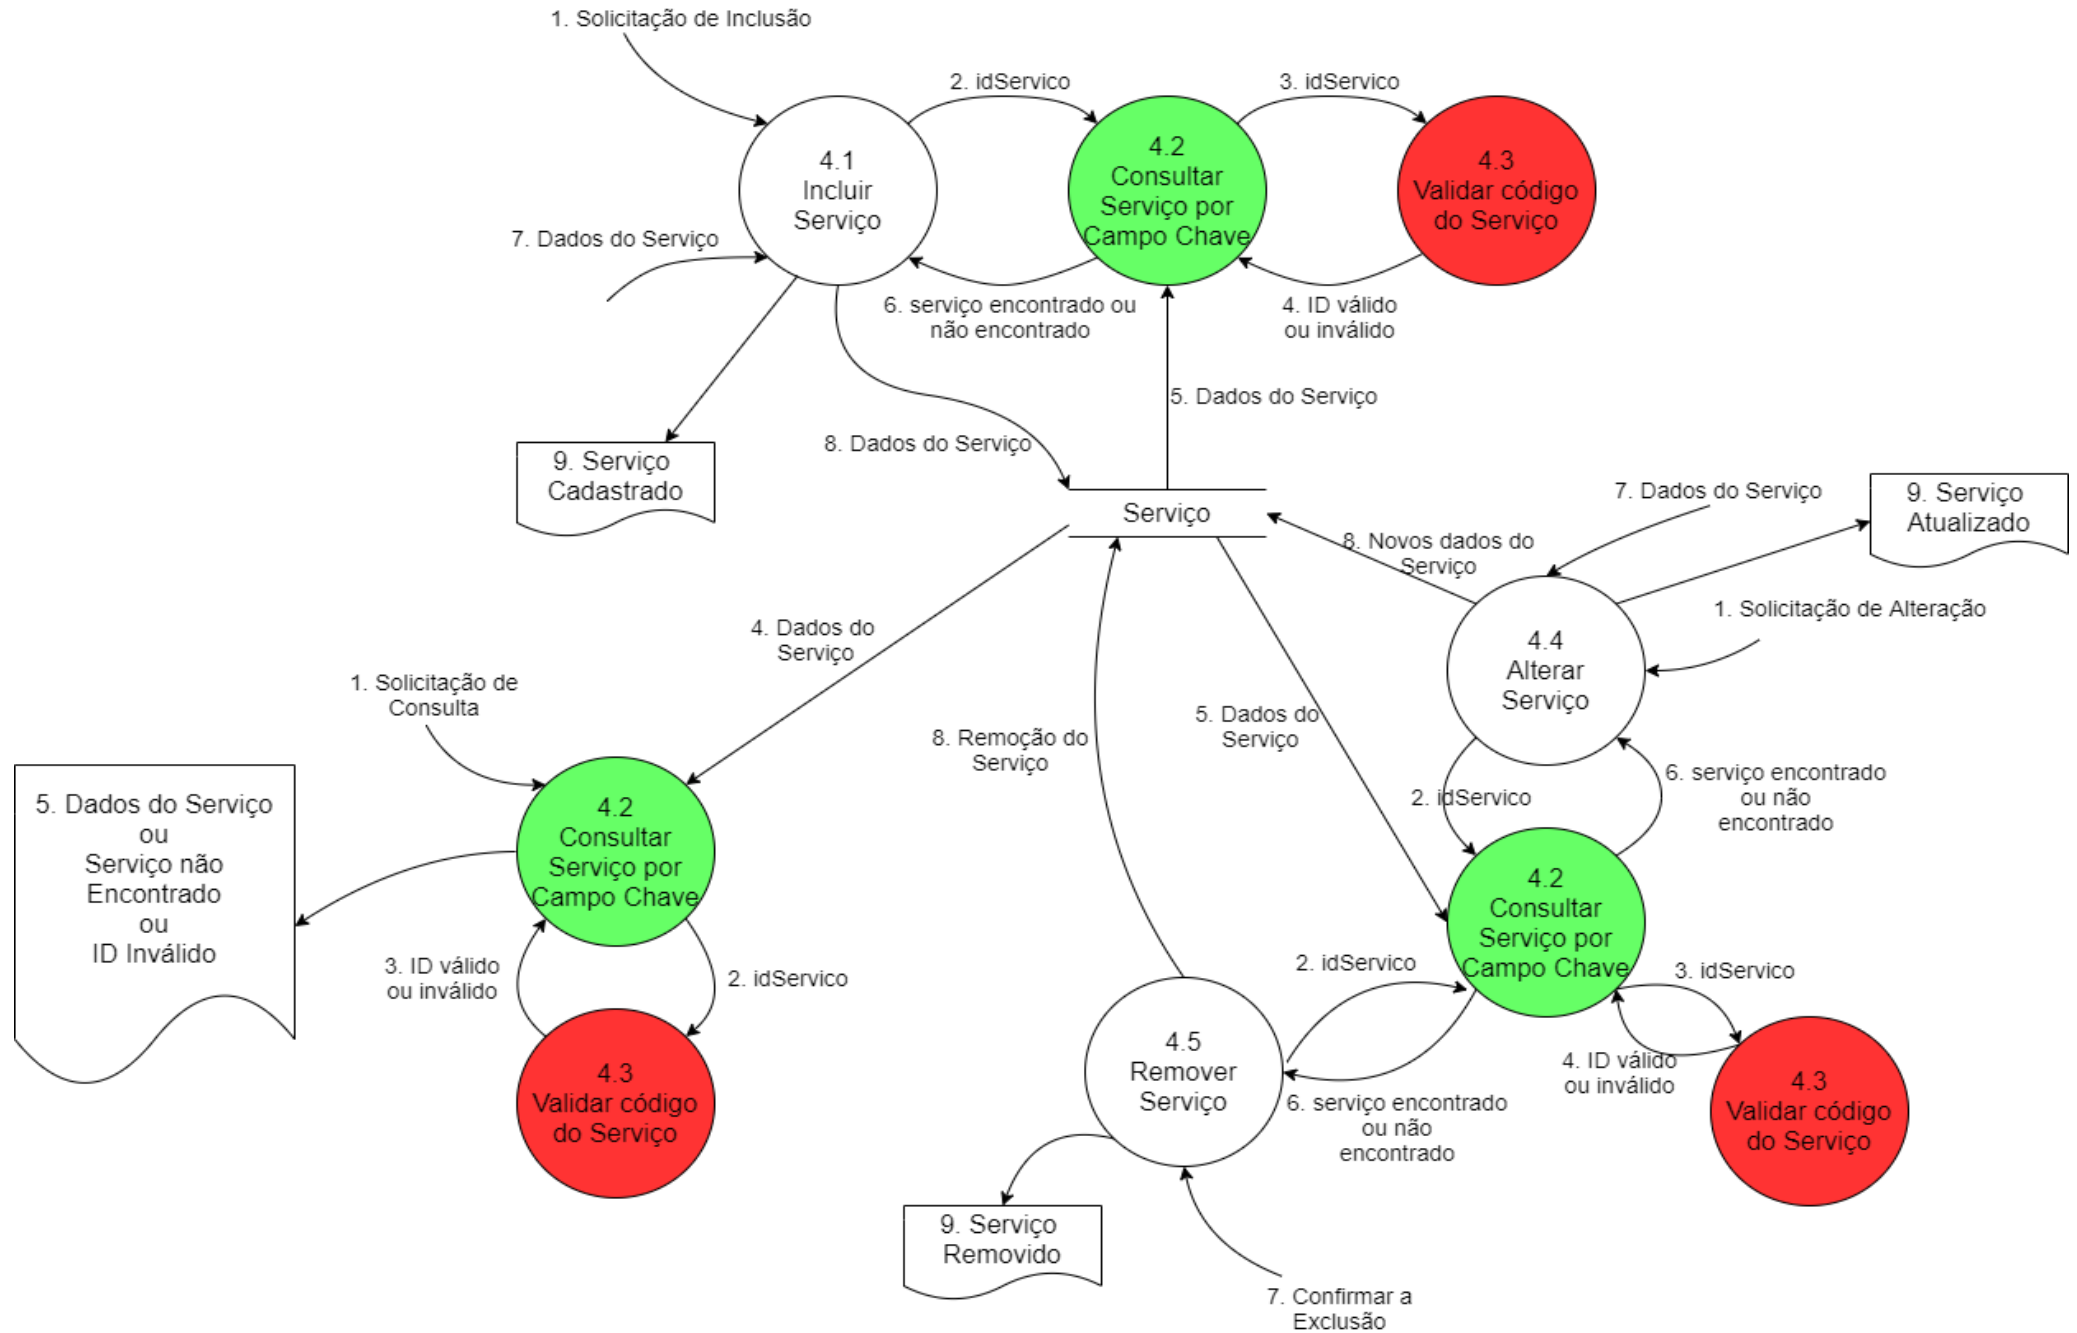 1. Solicitação de Inclusão
2. idServico
3. idServico
4.1
Incluir
Serviço
4.2
Consultar
Serviço por
Campo Chave
4.3
Validar código
do Serviço
7. Dados do Serviço
6. serviço encontrado ou
não encontrado
4. ID válido
ou inválido
5. Dados do Serviço
8. Dados do Serviço
9. Serviço
Cadastrado
Serviço
7. Dados do Serviço
9. Serviço
Atualizado
8. Novos dados do
Serviço
1. Solicitação de Alteração
4.4
Alterar
Serviço
4. Dados do
Serviço
1. Solicitação de
Consulta
8. Remoção do
Serviço
5. Dados do
Serviço
2. idServico
6. serviço encontrado
ou não
encontrado
5. Dados do Serviço
ou
Serviço não
Encontrado
ou
ID Inválido
4.2
Consultar
Serviço por
Campo Chave
4.2
Consultar
Serviço por
Campo Chave
3. ID válido
ou inválido
2. idServico
2. idServico
3. idServico
4.3
Validar código
do Serviço
4.5
Remover
Serviço
4. ID válido
ou inválido
4.3
Validar código
do Serviço
6. serviço encontrado
ou não
encontrado
9. Serviço
Removido
7. Confirmar a
Exclusão